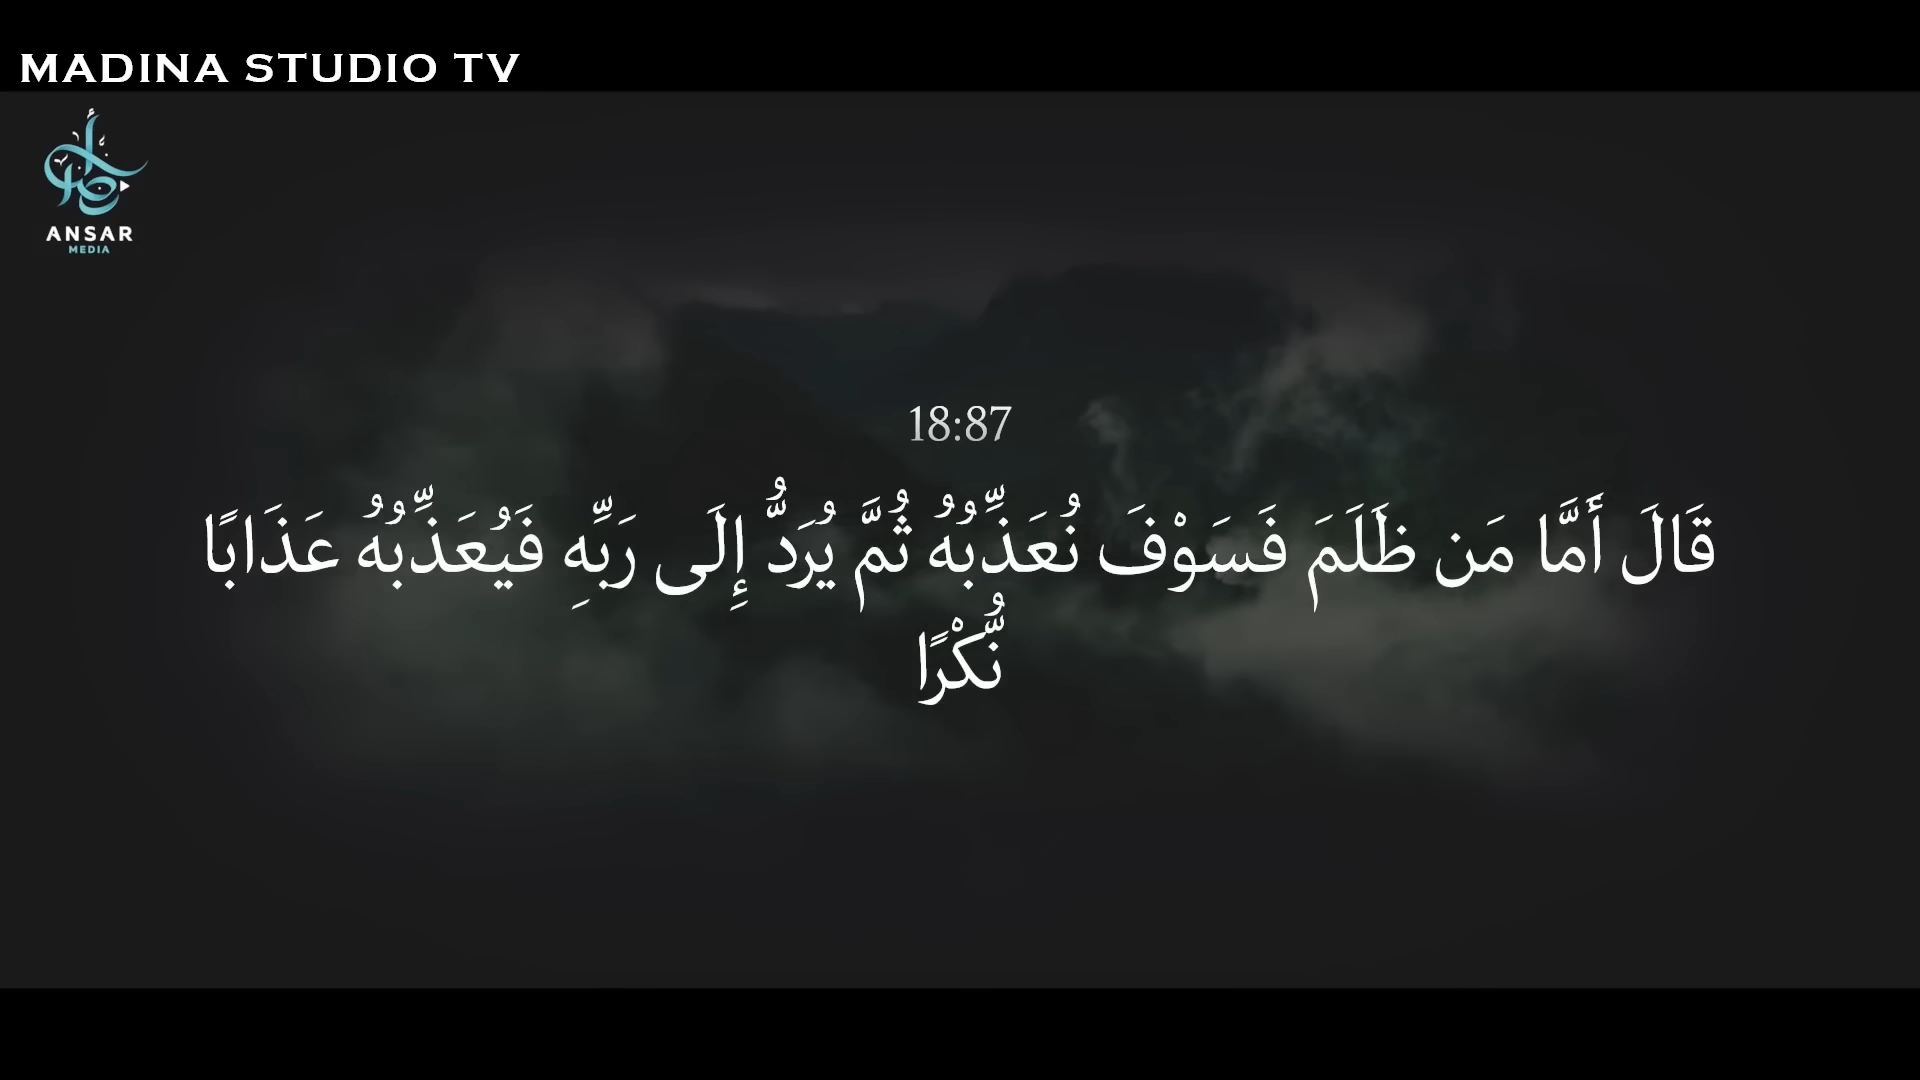 MADINA STUDIO TV
ANSAR
MEDIA
18:87
قَالَ أَمَّا مَن ظَلَمَ فَسَوْفَ نُعَذِّبُهُ ثُمَّ يُرَدُّ إِلَى رَبِّهِ فَيُعَذِّبُهُ عَذَابًا
نُّكْرًا